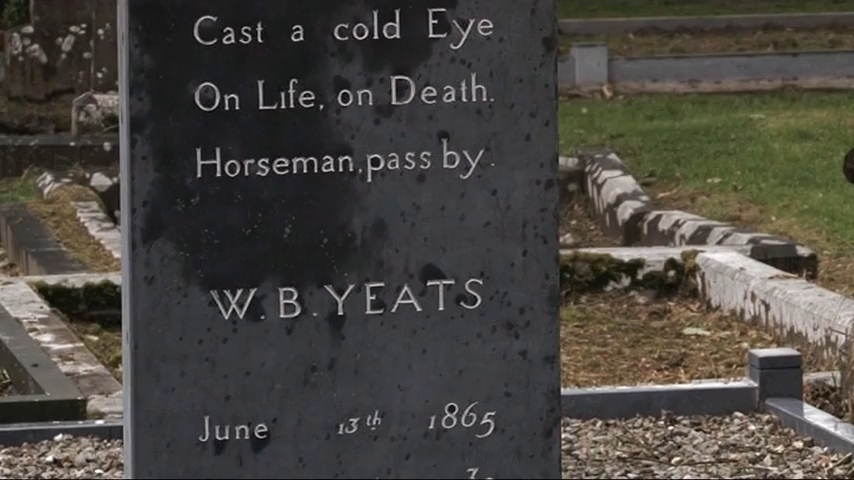 Cast a cold Eye
On Life, on Death.
Horseman, pass by.
W. B. YEATS
June 13th 1865